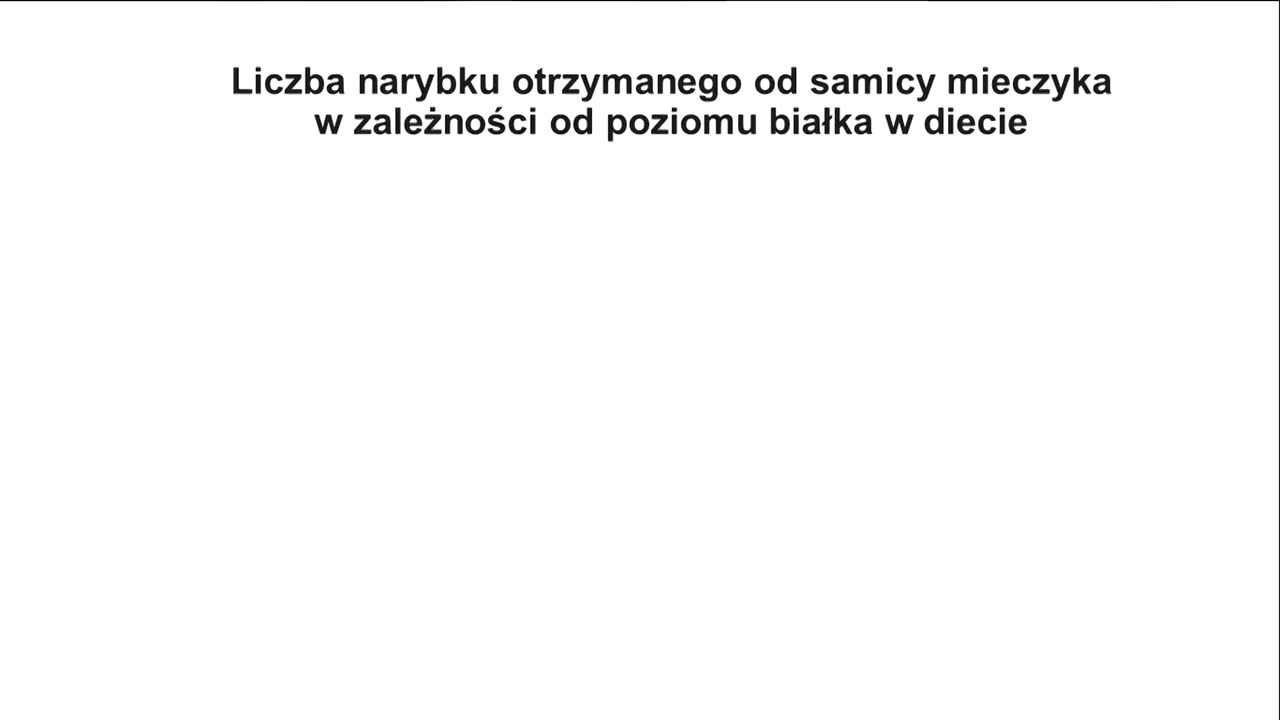 Liczba narybku otrzymanego od samicy mieczyka
w zależności od poziomu białka w diecie